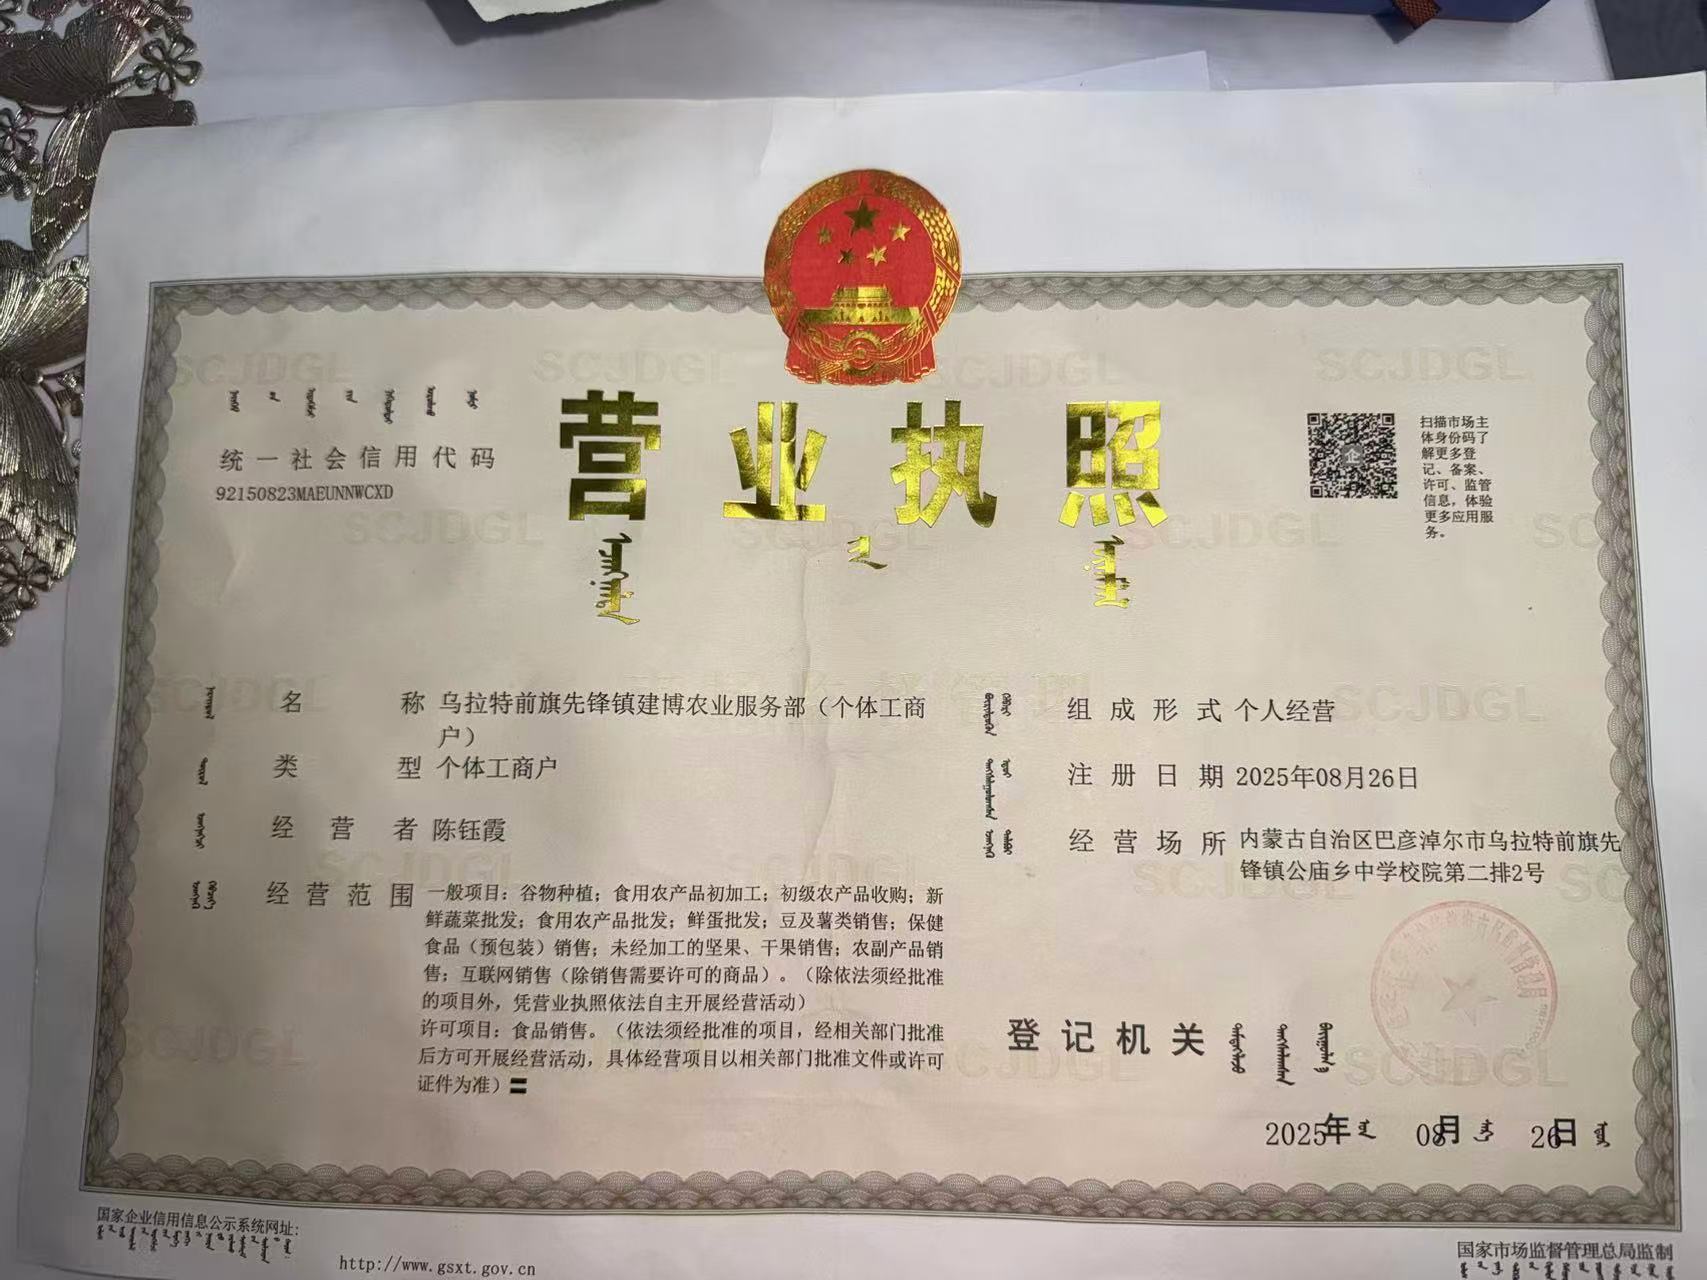 营业执照
统一社会信用代码
92150823MAEUNNWCXD
扫描市场主
体身份码了
解更多登
记、备案、
许可、监管
信息，体验
更多应用服
务。
名称 乌拉特前旗先锋镇建博农业服务部（个体工商
户）
类型 个体工商户
经营者 陈钰霞
经营范围 一般项目：谷物种植；食用农产品初加工；初级农产品收购；新
鲜蔬菜批发；食用农产品批发；鲜蛋批发；豆及薯类销售；保健
食品（预包装）销售；未经加工的坚果、干果销售；农副产品销
售；互联网销售（除销售需要许可的商品）。（除依法须经批准
的项目外，凭营业执照依法自主开展经营活动）
许可项目：食品销售。（依法须经批准的项目，经相关部门批准
后方可开展经营活动，具体经营项目以相关部门批准文件或许可
证件为准）
组成形式 个人经营
注册日期 2025年08月26日
经营场所 内蒙古自治区巴彦淖尔市乌拉特前旗先
锋镇公庙乡中学校院第二排2号
登记机关
2025年 08月 26日
国家企业信用信息公示系统网址：
http://www.gsxt.gov.cn
国家市场监督管理总局监制
SCJDGL